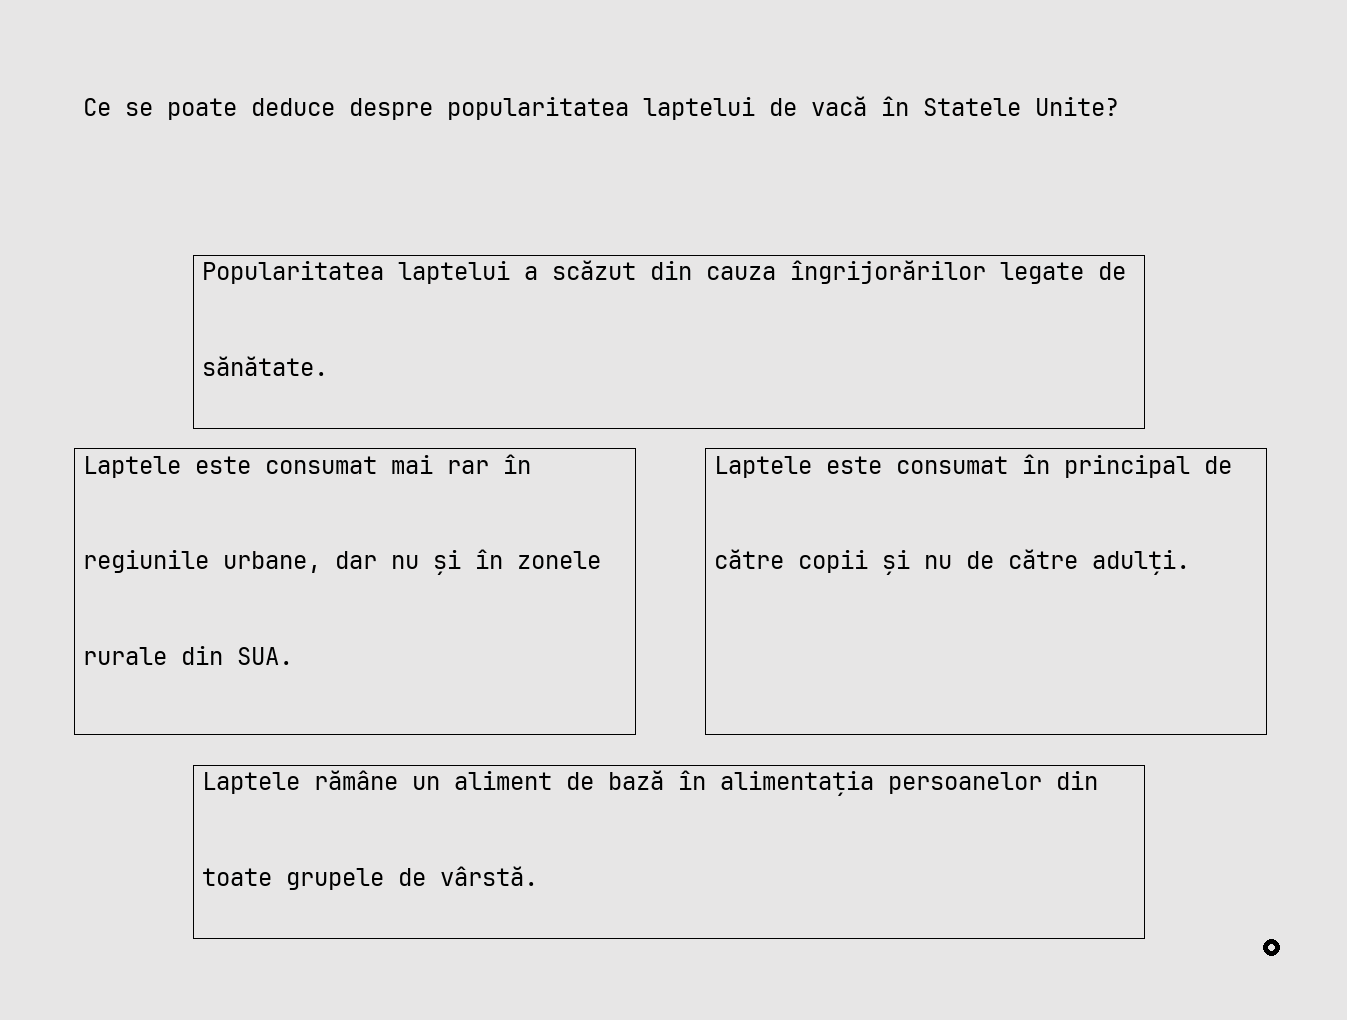 Ce se poate deduce despre popularitatea laptelui de vacă în Statele Unite?
Popularitatea laptelui a scăzut din cauza îngrijorărilor legate de
sănătate.
Laptele este consumat mai rar în
regiunile urbane, dar nu și în zonele
rurale din SUA.
Laptele este consumat în principal de
către copii și nu de către adulți.
Laptele rămâne un aliment de bază în alimentația persoanelor din
toate grupele de vârstă.